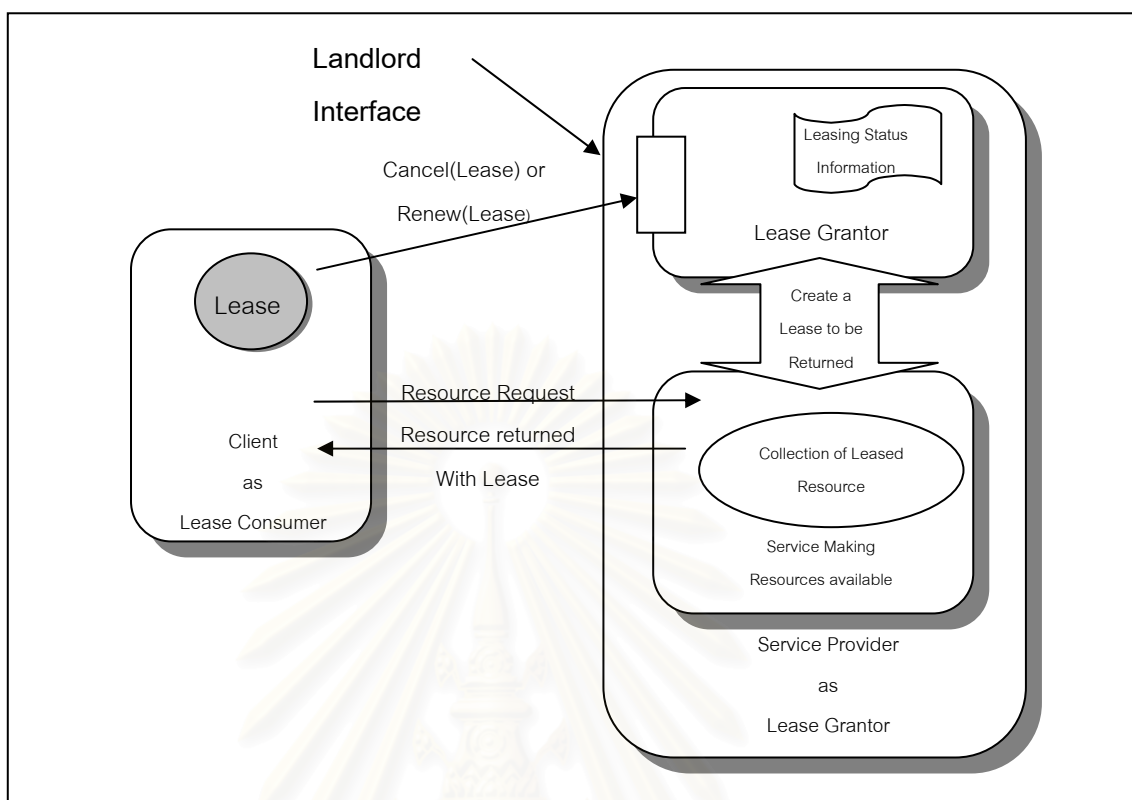 Landlord
Interface
Cancel(Lease) or
Renew(Lease)
Leasing Status
Information
Lease Grantor
Lease
Create a
Lease to be
Returned
Resource Request
Resource returned
With Lease
Client
as
Lease Consumer
Collection of Leased
Resource
Service Making
Resources available
Service Provider
as
Lease Grantor